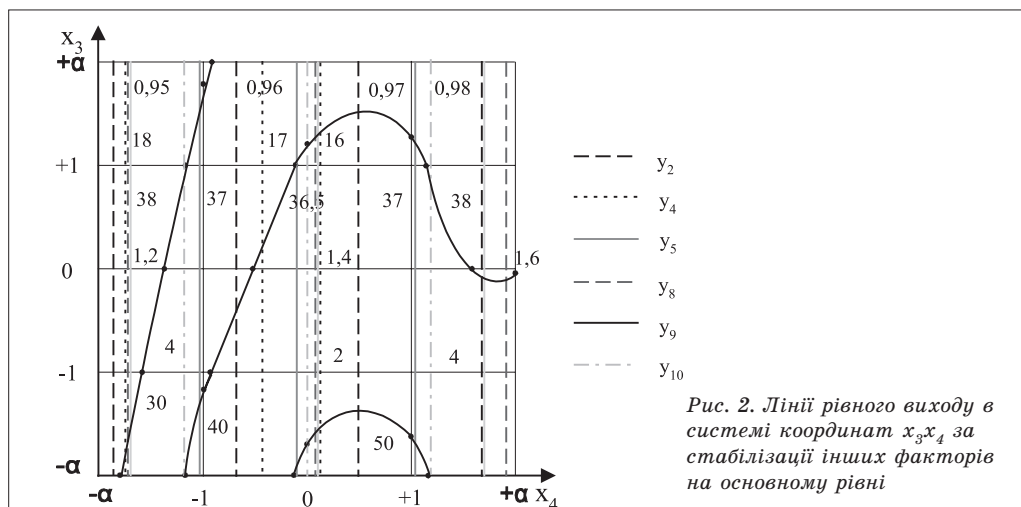 x3
+α
0,95 0,96 0,97 0,98
18 17 16
+1
38 37 36,5 37 38
1,2 1,4 1,6
0
4 2 4
-1
30 40 50
-α
-α -1 0 +1 +α x4
y2
y4
y5
y8
y9
y10
Рис. 2. Лінії рівного виходу в
системі координат x3x4 за
стабілізації інших факторів
на основному рівні